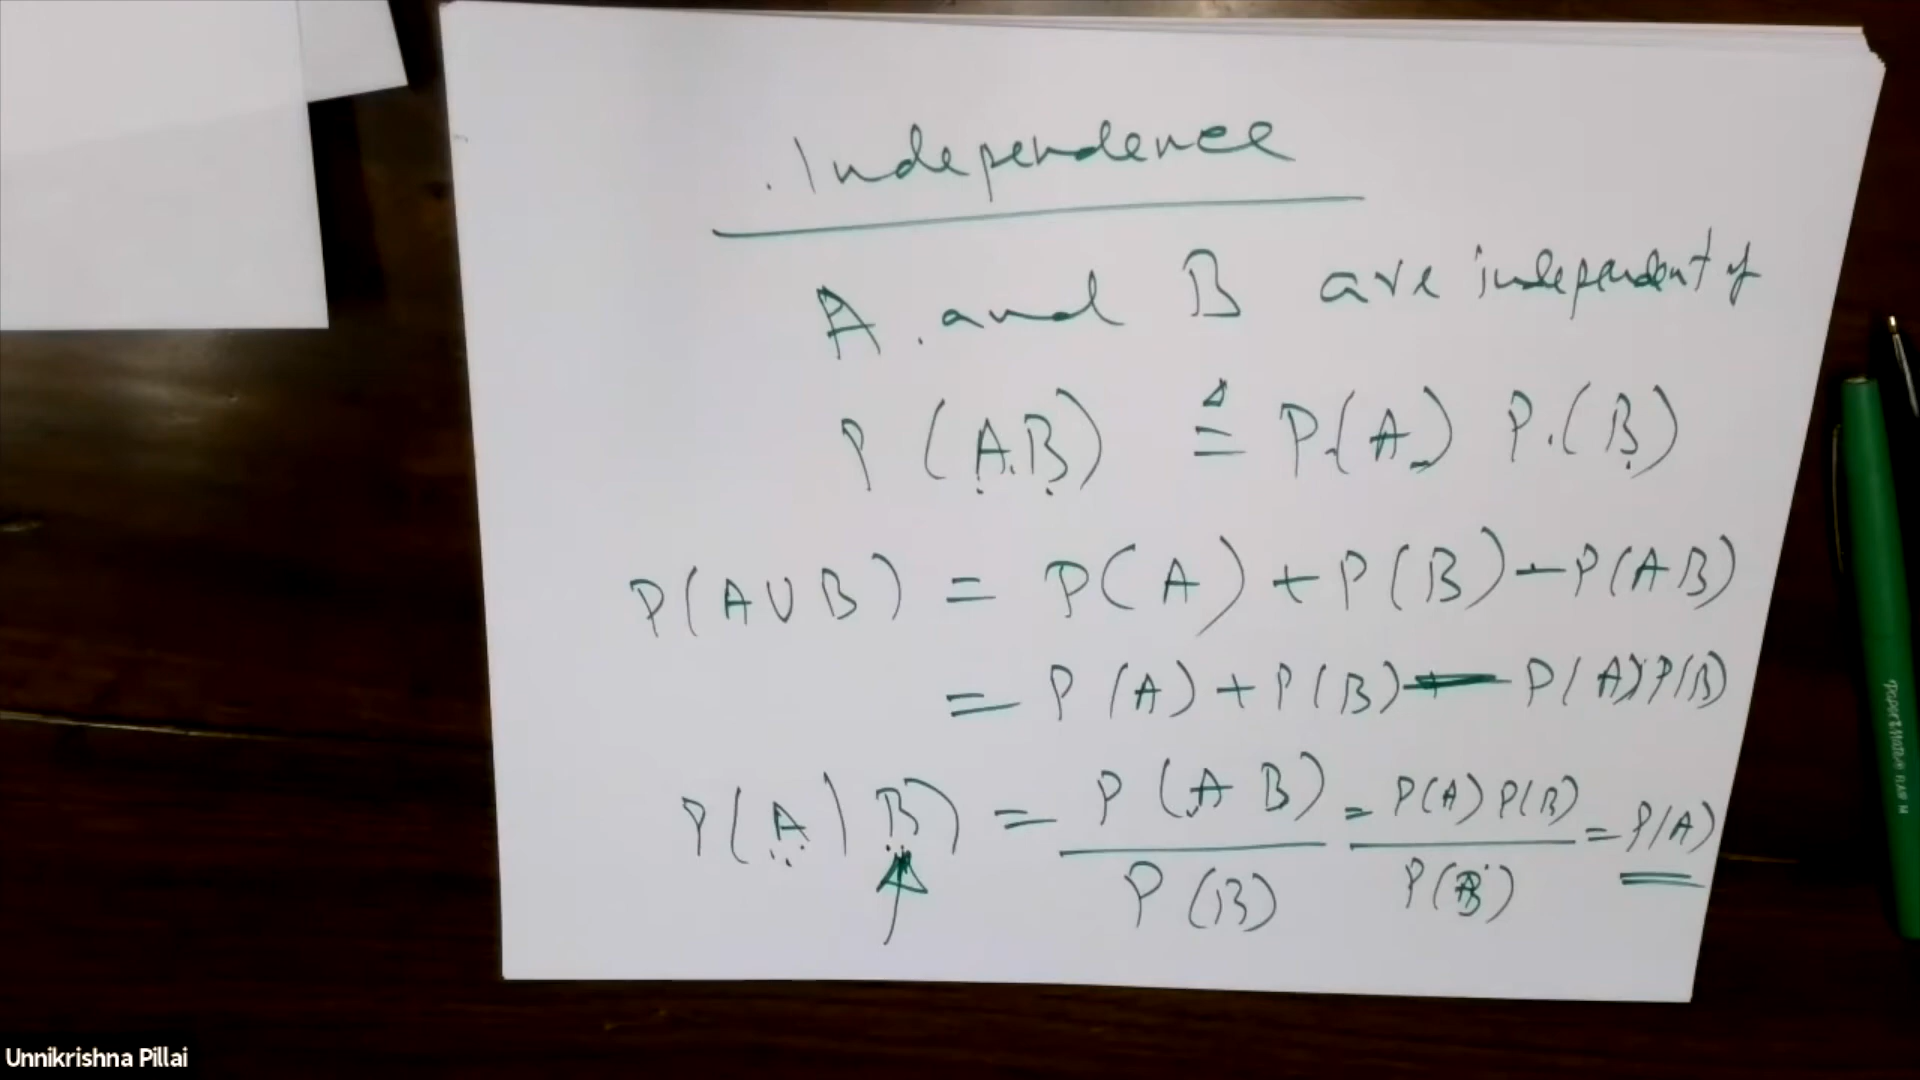 Independence
A and B are independent if
P(AB) ≜ P(A) P(B)
P(A∪B) = P(A) + P(B) - P(AB)
= P(A) + P(B) - P(A)P(B)
P(A|B) = P(AB) / P(B) = P(A)P(B) / P(B) = P(A)
Unnikrishna Pillai